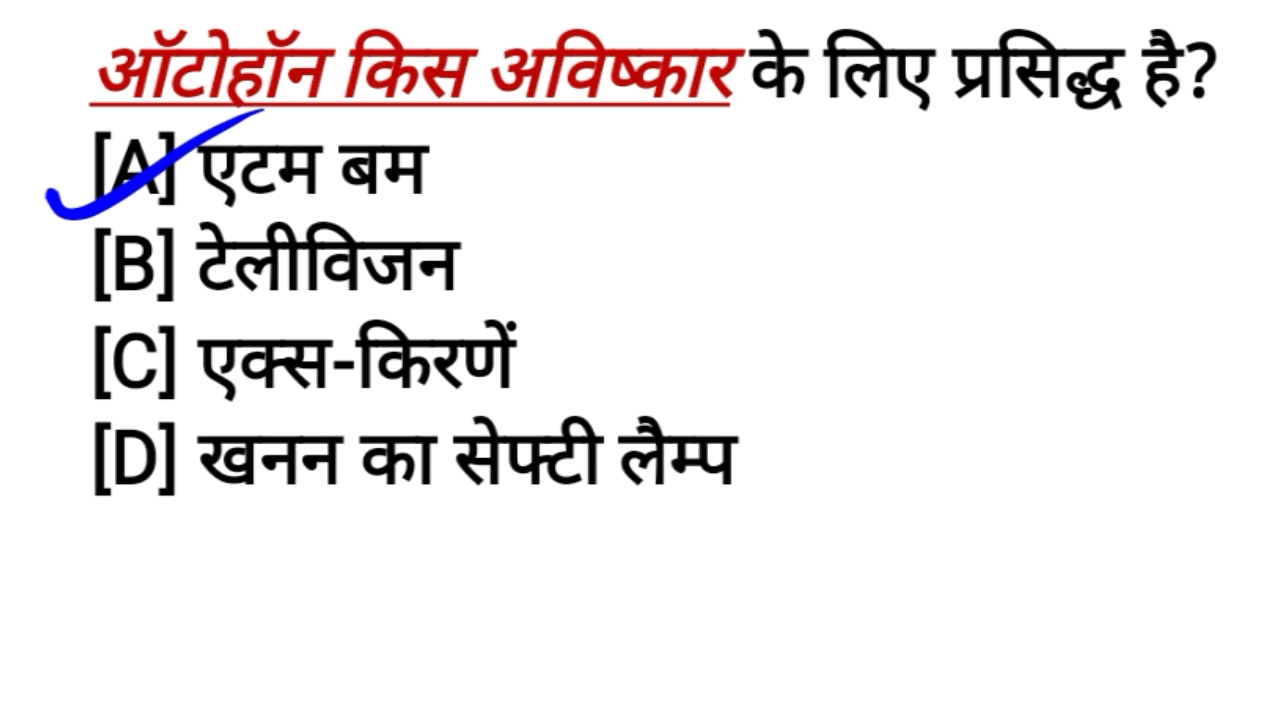 ऑटोहॉन किस अविष्कार के लिए प्रसिद्ध है?
[A] एटम बम
[B] टेलीविजन
[C] एक्स-किरणें
[D] खनन का सेफ्टी लैम्प